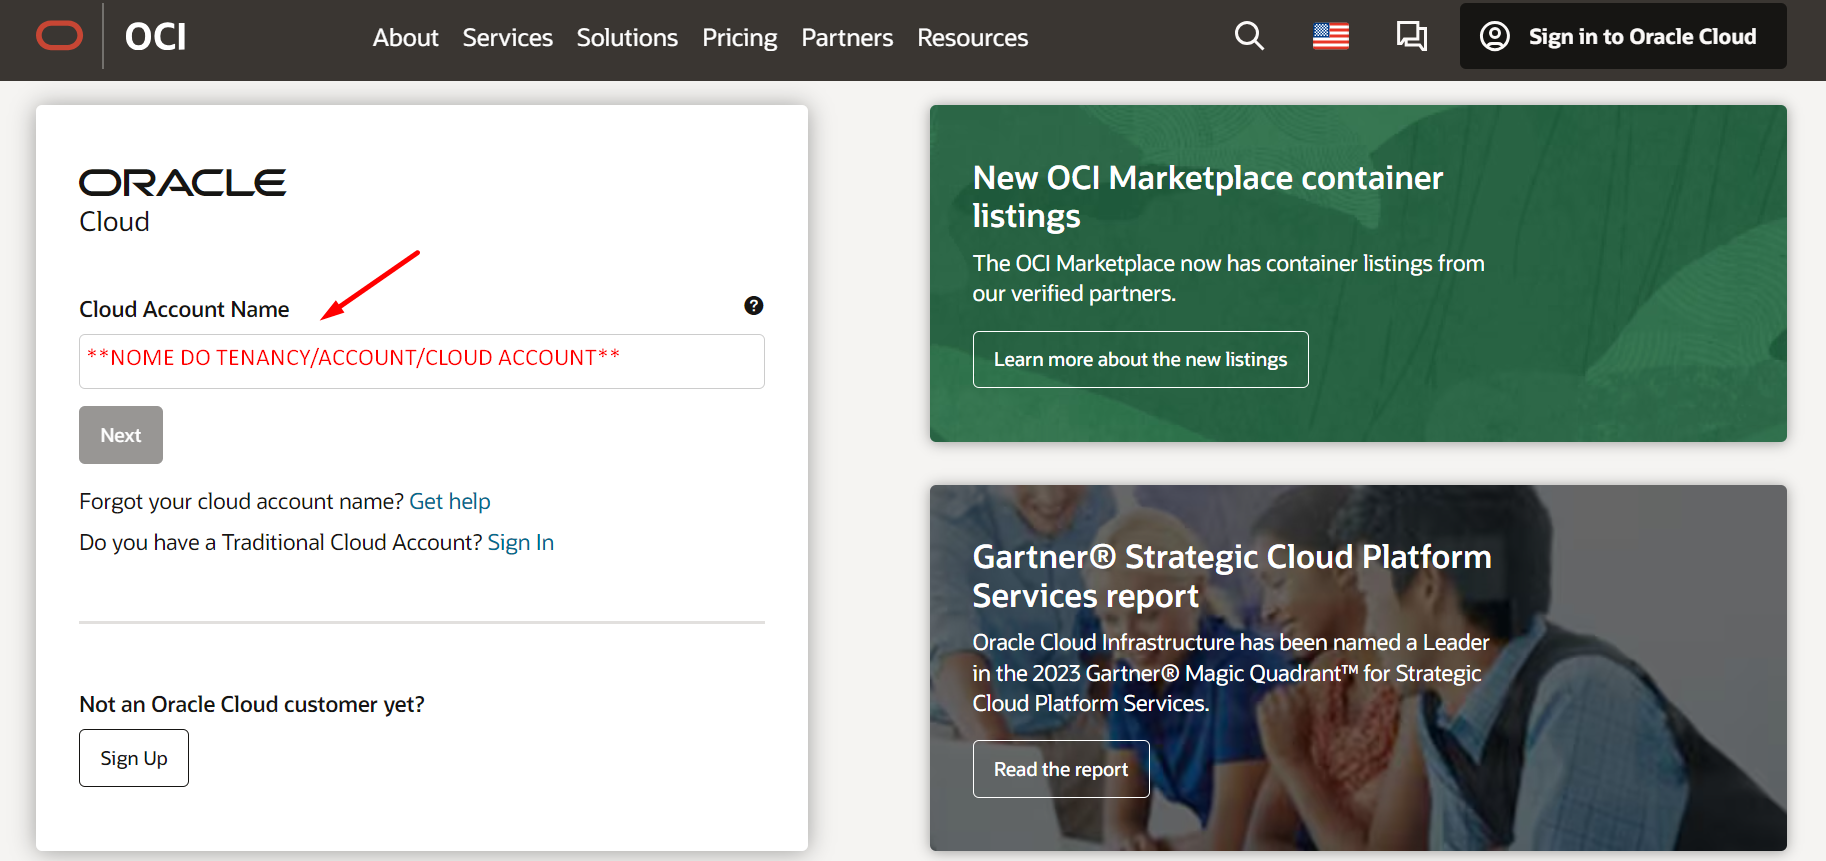 OCI
About Services Solutions Pricing Partners Resources
Sign in to Oracle Cloud
ORACLE
Cloud
Cloud Account Name
?
**NOME DO TENANCY/ACCOUNT/CLOUD ACCOUNT**
Next
Forgot your cloud account name? Get help
Do you have a Traditional Cloud Account? Sign In
Not an Oracle Cloud customer yet?
Sign Up
New OCI Marketplace container
listings
The OCI Marketplace now has container listings from
our verified partners.
Learn more about the new listings
Gartner® Strategic Cloud Platform
Services report
Oracle Cloud Infrastructure has been named a Leader
in the 2023 Gartner® Magic Quadrant™ for Strategic
Cloud Platform Services.
Read the report